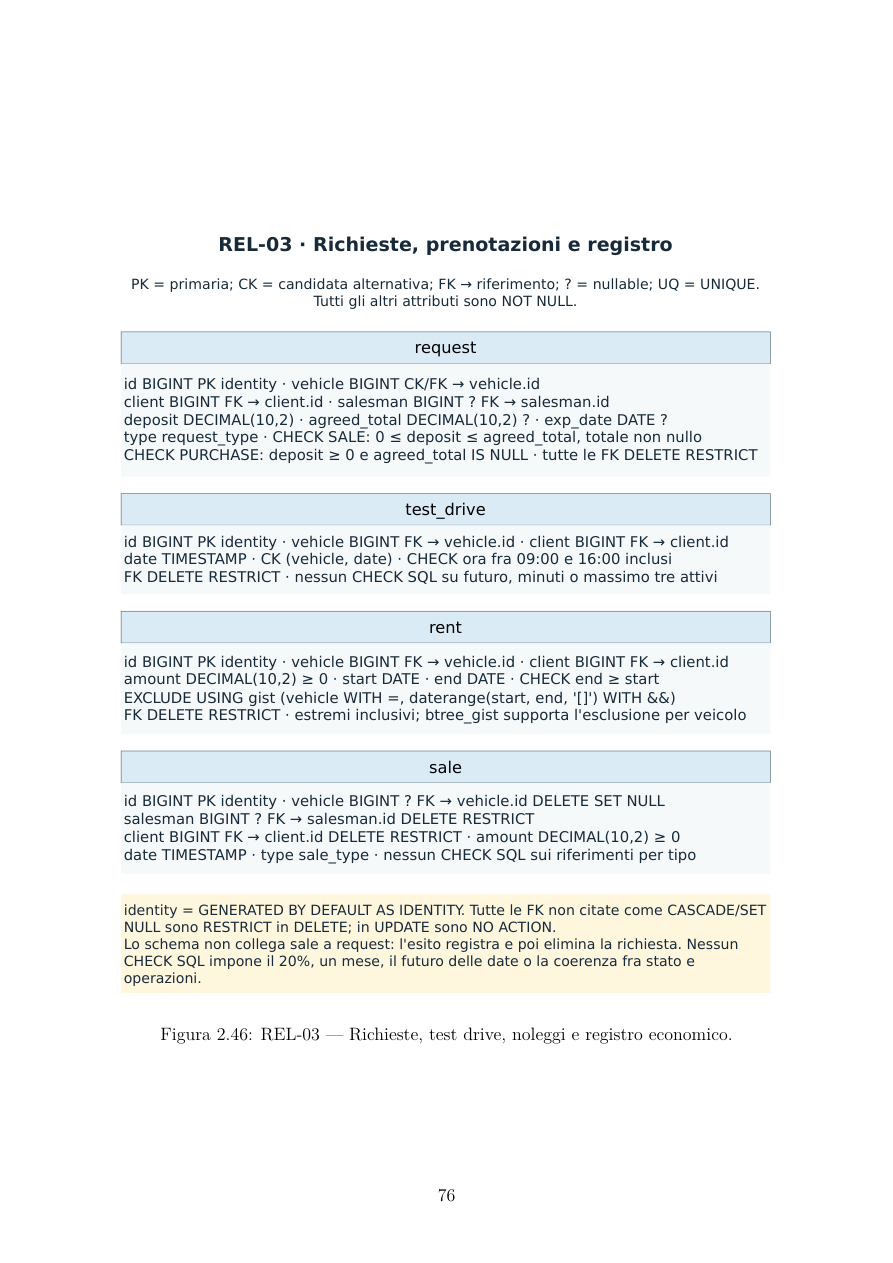 REL-03 · Richieste, prenotazioni e registro
PK = primaria; CK = candidata alternativa; FK → riferimento; ? = nullable; UQ = UNIQUE.
Tutti gli altri attributi sono NOT NULL.
request
id BIGINT PK identity · vehicle BIGINT CK/FK → vehicle.id
client BIGINT FK → client.id · salesman BIGINT ? FK → salesman.id
deposit DECIMAL(10,2) · agreed_total DECIMAL(10,2) ? · exp_date DATE ?
type request_type · CHECK SALE: 0 ≤ deposit ≤ agreed_total, totale non nullo
CHECK PURCHASE: deposit ≥ 0 e agreed_total IS NULL · tutte le FK DELETE RESTRICT
test_drive
id BIGINT PK identity · vehicle BIGINT FK → vehicle.id · client BIGINT FK → client.id
date TIMESTAMP · CK (vehicle, date) · CHECK ora fra 09:00 e 16:00 inclusi
FK DELETE RESTRICT · nessun CHECK SQL su futuro, minuti o massimo tre attivi
rent
id BIGINT PK identity · vehicle BIGINT FK → vehicle.id · client BIGINT FK → client.id
amount DECIMAL(10,2) ≥ 0 · start DATE · end DATE · CHECK end ≥ start
EXCLUDE USING gist (vehicle WITH =, daterange(start, end, '[]') WITH &&)
FK DELETE RESTRICT · estremi inclusivi; btree_gist supporta l'esclusione per veicolo
sale
id BIGINT PK identity · vehicle BIGINT ? FK → vehicle.id DELETE SET NULL
salesman BIGINT ? FK → salesman.id DELETE RESTRICT
client BIGINT FK → client.id DELETE RESTRICT · amount DECIMAL(10,2) ≥ 0
date TIMESTAMP · type sale_type · nessun CHECK SQL sui riferimenti per tipo
identity = GENERATED BY DEFAULT AS IDENTITY. Tutte le FK non citate come CASCADE/SET
NULL sono RESTRICT in DELETE; in UPDATE sono NO ACTION.
Lo schema non collega sale a request: l'esito registra e poi elimina la richiesta. Nessun
CHECK SQL impone il 20%, un mese, il futuro delle date o la coerenza fra stato e
operazioni.
Figura 2.46: REL-03 — Richieste, test drive, noleggi e registro economico.
76